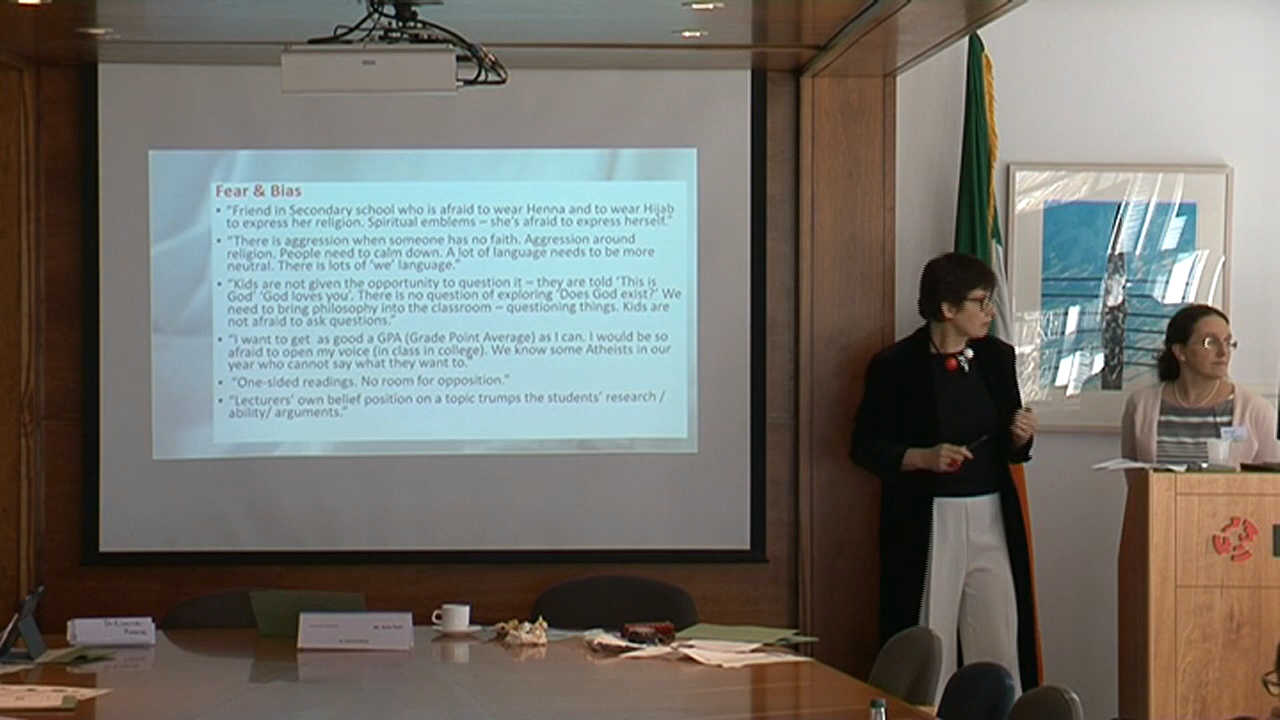 Fear & Bias
• "Friend in Secondary school who is afraid to wear Henna and to wear Hijab
to express her religion. Spiritual emblems – she's afraid to express herself."
• "There is aggression when someone has no faith. Aggression around
religion. People need to calm down. A lot of language needs to be more
neutral. There is lots of 'we' language."
• "Kids are not given the opportunity to question it – they are told 'This is
God' 'God loves you'. There is no question of exploring 'Does God exist?' We
need to bring philosophy into the classroom – questioning things. Kids are
not afraid to ask questions."
• "I want to get as good a GPA (Grade Point Average) as I can. I would be so
afraid to open my voice (in class in college). We know some Atheists in our
year who cannot say what they want to."
• "One-sided readings. No room for opposition."
• "Lecturers' own belief position on a topic trumps the students' research /
ability/ arguments."